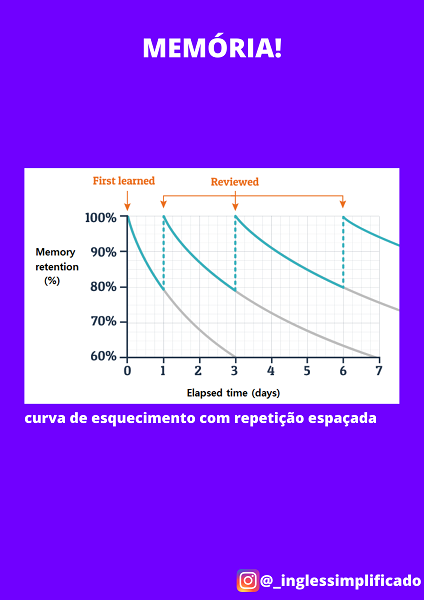 MEMÓRIA!
First learned
Reviewed
100%
90%
80%
70%
60%
Memory
retention
(%)
0 1 2 3 4 5 6 7
Elapsed time (days)
curva de esquecimento com repetição espaçada
@_inglessimplificado